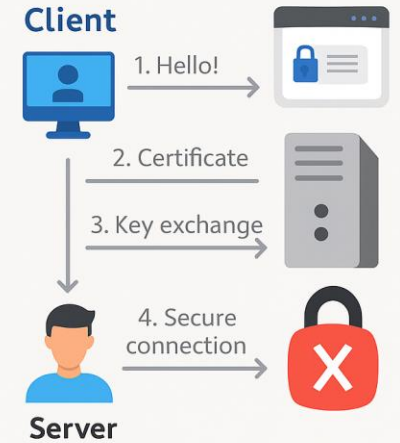 Client
1. Hello!
2. Certificate
3. Key exchange
4. Secure
connection
X
Server